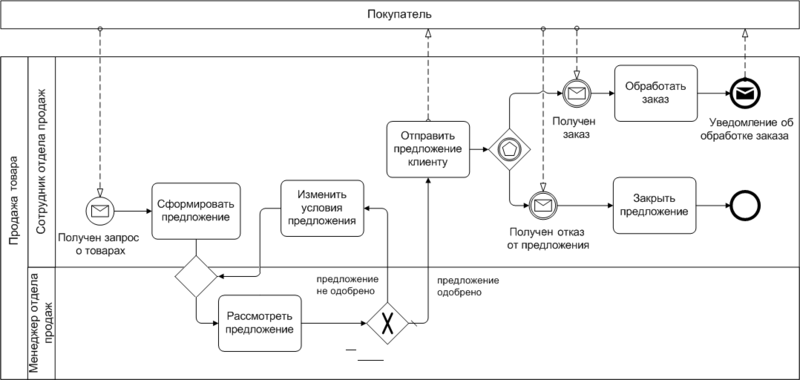 Покупатель
Продажа товара
Сотрудник отдела продаж
Менеджер отдела
продаж
Получен запрос
о товарах
Сформировать
предложение
Изменить
условия
предложения
Рассмотреть
предложение
предложение
не одобрено
предложение
одобрено
Отправить
предложение
клиенту
Получен
заказ
Обработать
заказ
Уведомление об
обработке заказа
Получен отказ
от предложения
Закрыть
предложение